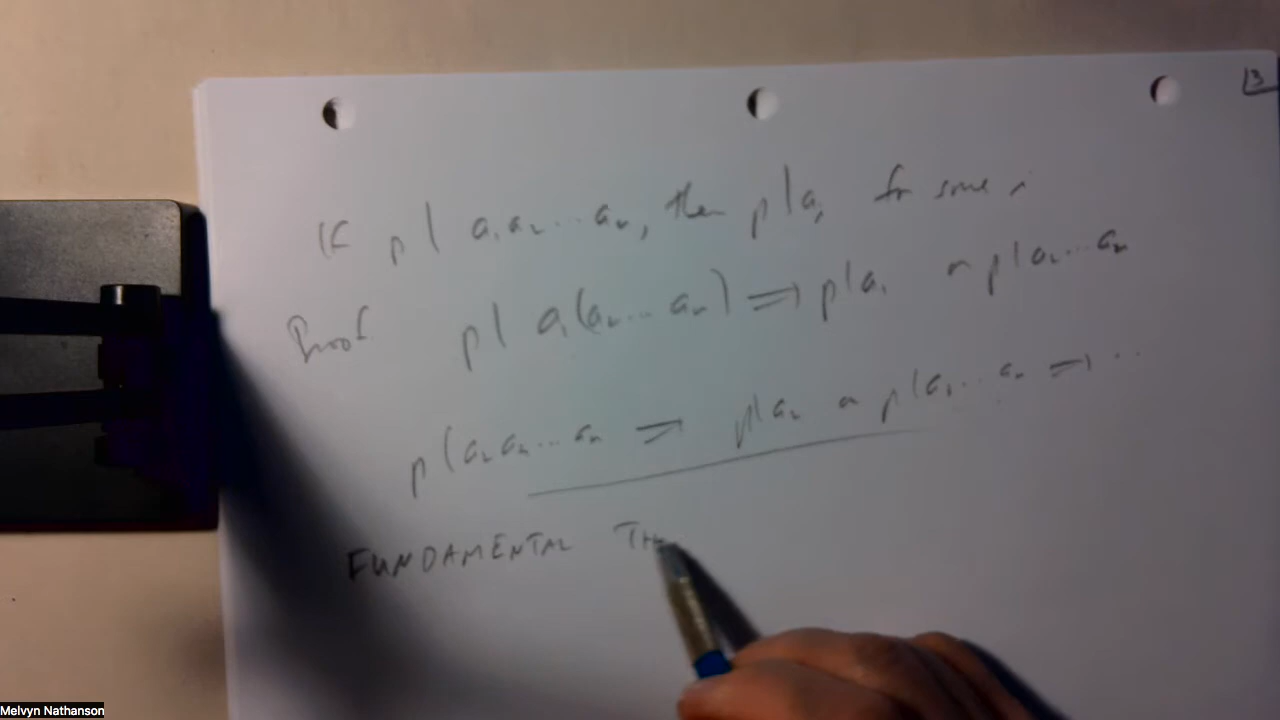 13
If p | a₁a₂...aₙ, then p|aᵢ for some i
Proof p | a₁(a₂...aₙ) ⟹ p|a₁ or p|a₂...aₙ
p|a₂a₃...aₙ ⟹ p|a₂ or p|a₃...aₙ ⟹ ..
FUNDAMENTAL TH
Melvyn Nathanson